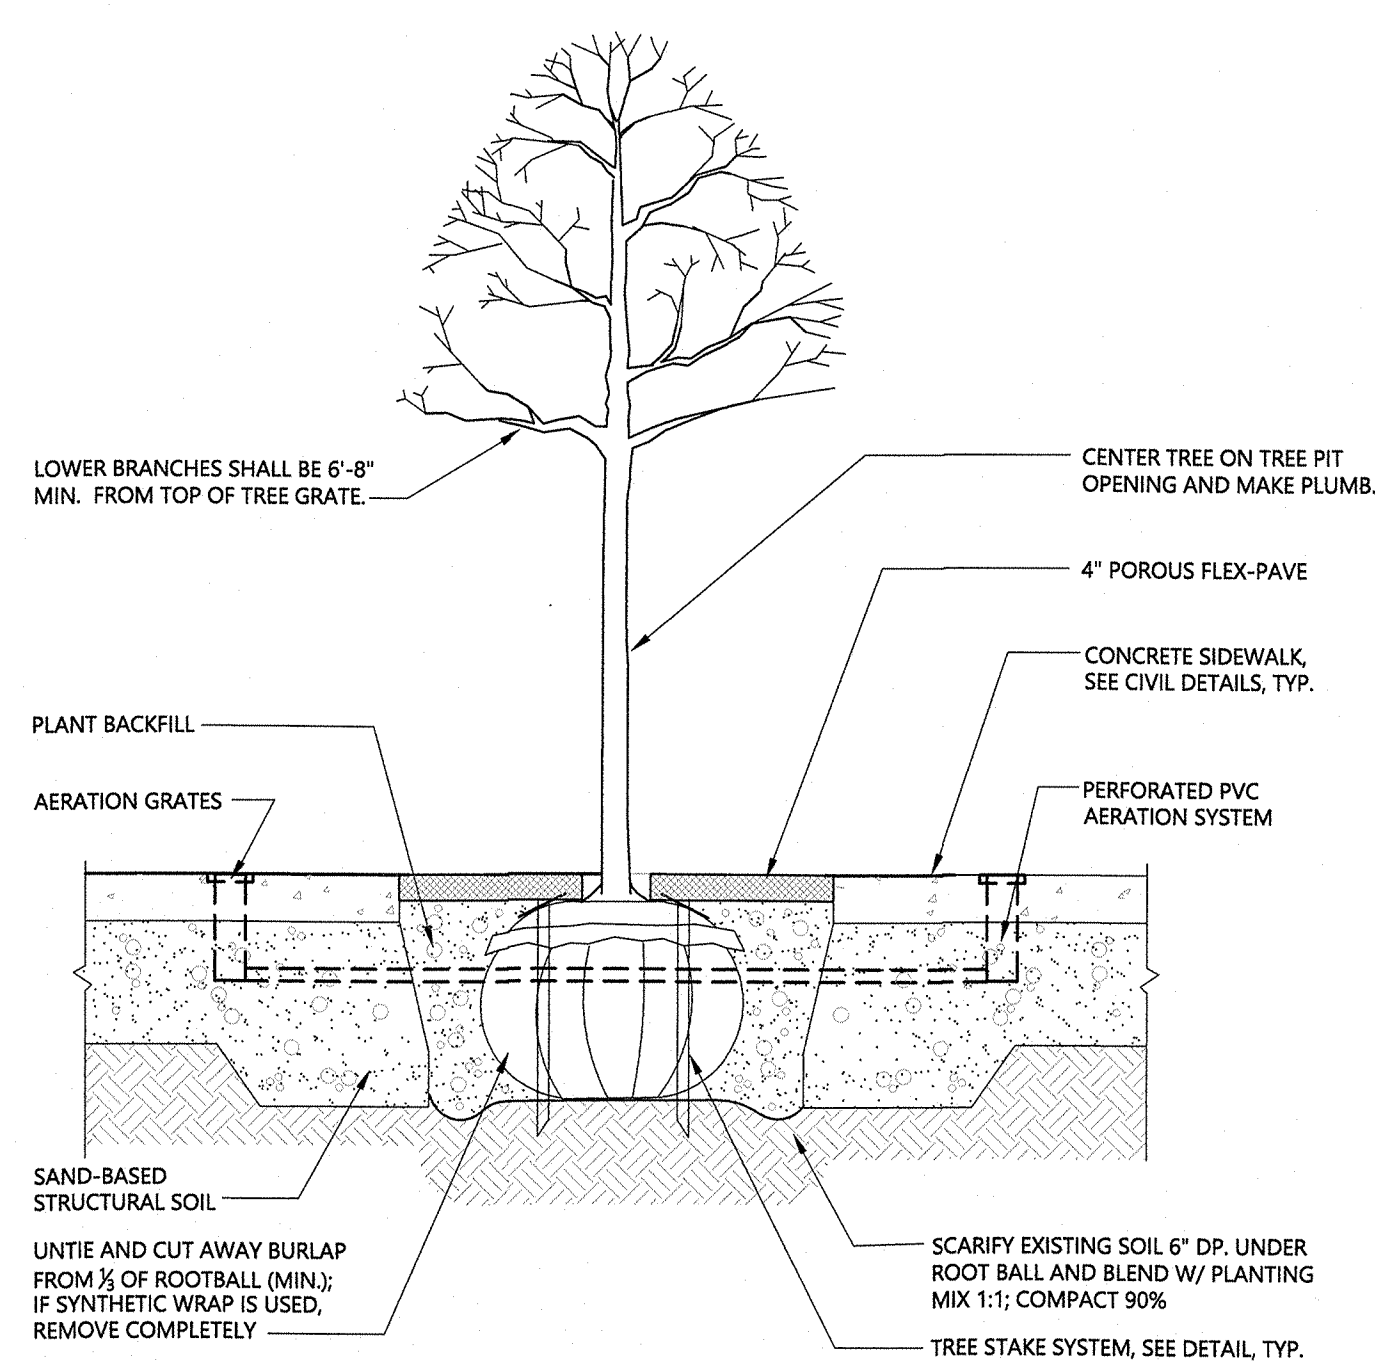 LOWER BRANCHES SHALL BE 6'-8"
MIN. FROM TOP OF TREE GRATE.
PLANT BACKFILL
AERATION GRATES
SAND-BASED
STRUCTURAL SOIL
UNTIE AND CUT AWAY BURLAP
FROM ⅓ OF ROOTBALL (MIN.);
IF SYNTHETIC WRAP IS USED,
REMOVE COMPLETELY
CENTER TREE ON TREE PIT
OPENING AND MAKE PLUMB.
4" POROUS FLEX-PAVE
CONCRETE SIDEWALK,
SEE CIVIL DETAILS, TYP.
PERFORATED PVC
AERATION SYSTEM
SCARIFY EXISTING SOIL 6" DP. UNDER
ROOT BALL AND BLEND W/ PLANTING
MIX 1:1; COMPACT 90%
TREE STAKE SYSTEM, SEE DETAIL, TYP.